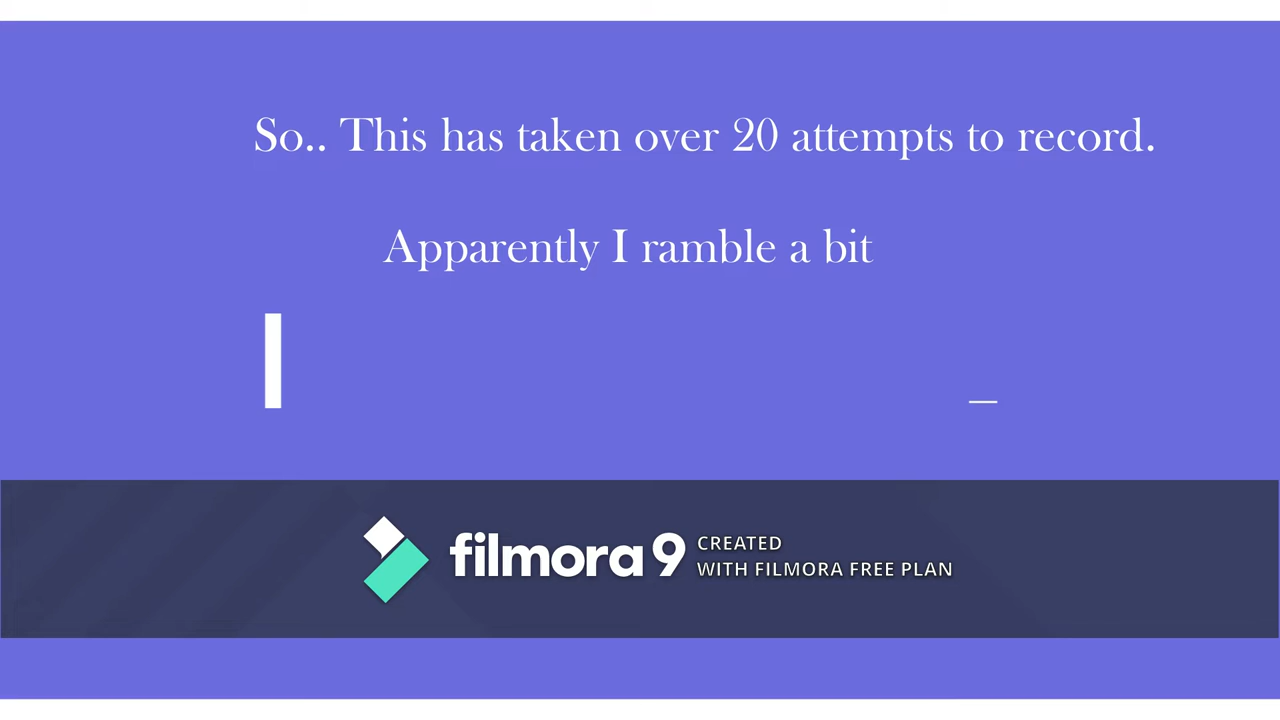 So.. This has taken over 20 attempts to record.
Apparently I ramble a bit
filmora 9 CREATED
WITH FILMORA FREE PLAN